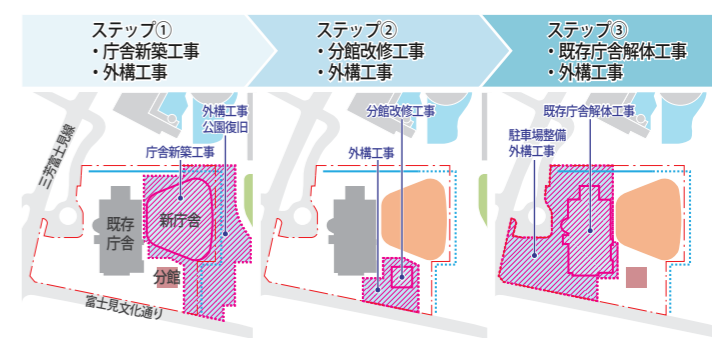 ステップ①
・庁舎新築工事
・外構工事
ステップ②
・分館改修工事
・外構工事
ステップ③
・既存庁舎解体工事
・外構工事
外構工事
公園復旧
庁舎新築工事
三芳富士見線
既存
庁舎
新庁舎
分館
富士見文化通り
分館改修工事
外構工事
既存庁舎解体工事
駐車場整備
外構工事